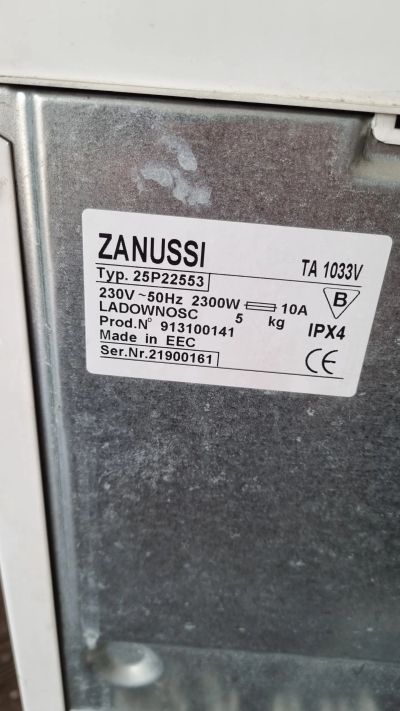 ZANUSSI TA 1033V
Typ. 25P22553
230V ~50Hz 2300W 10A
LADOWNOSC 5 kg
B
Prod.N° 913100141 IPX4
Made in EEC
CE
Ser.Nr.21900161